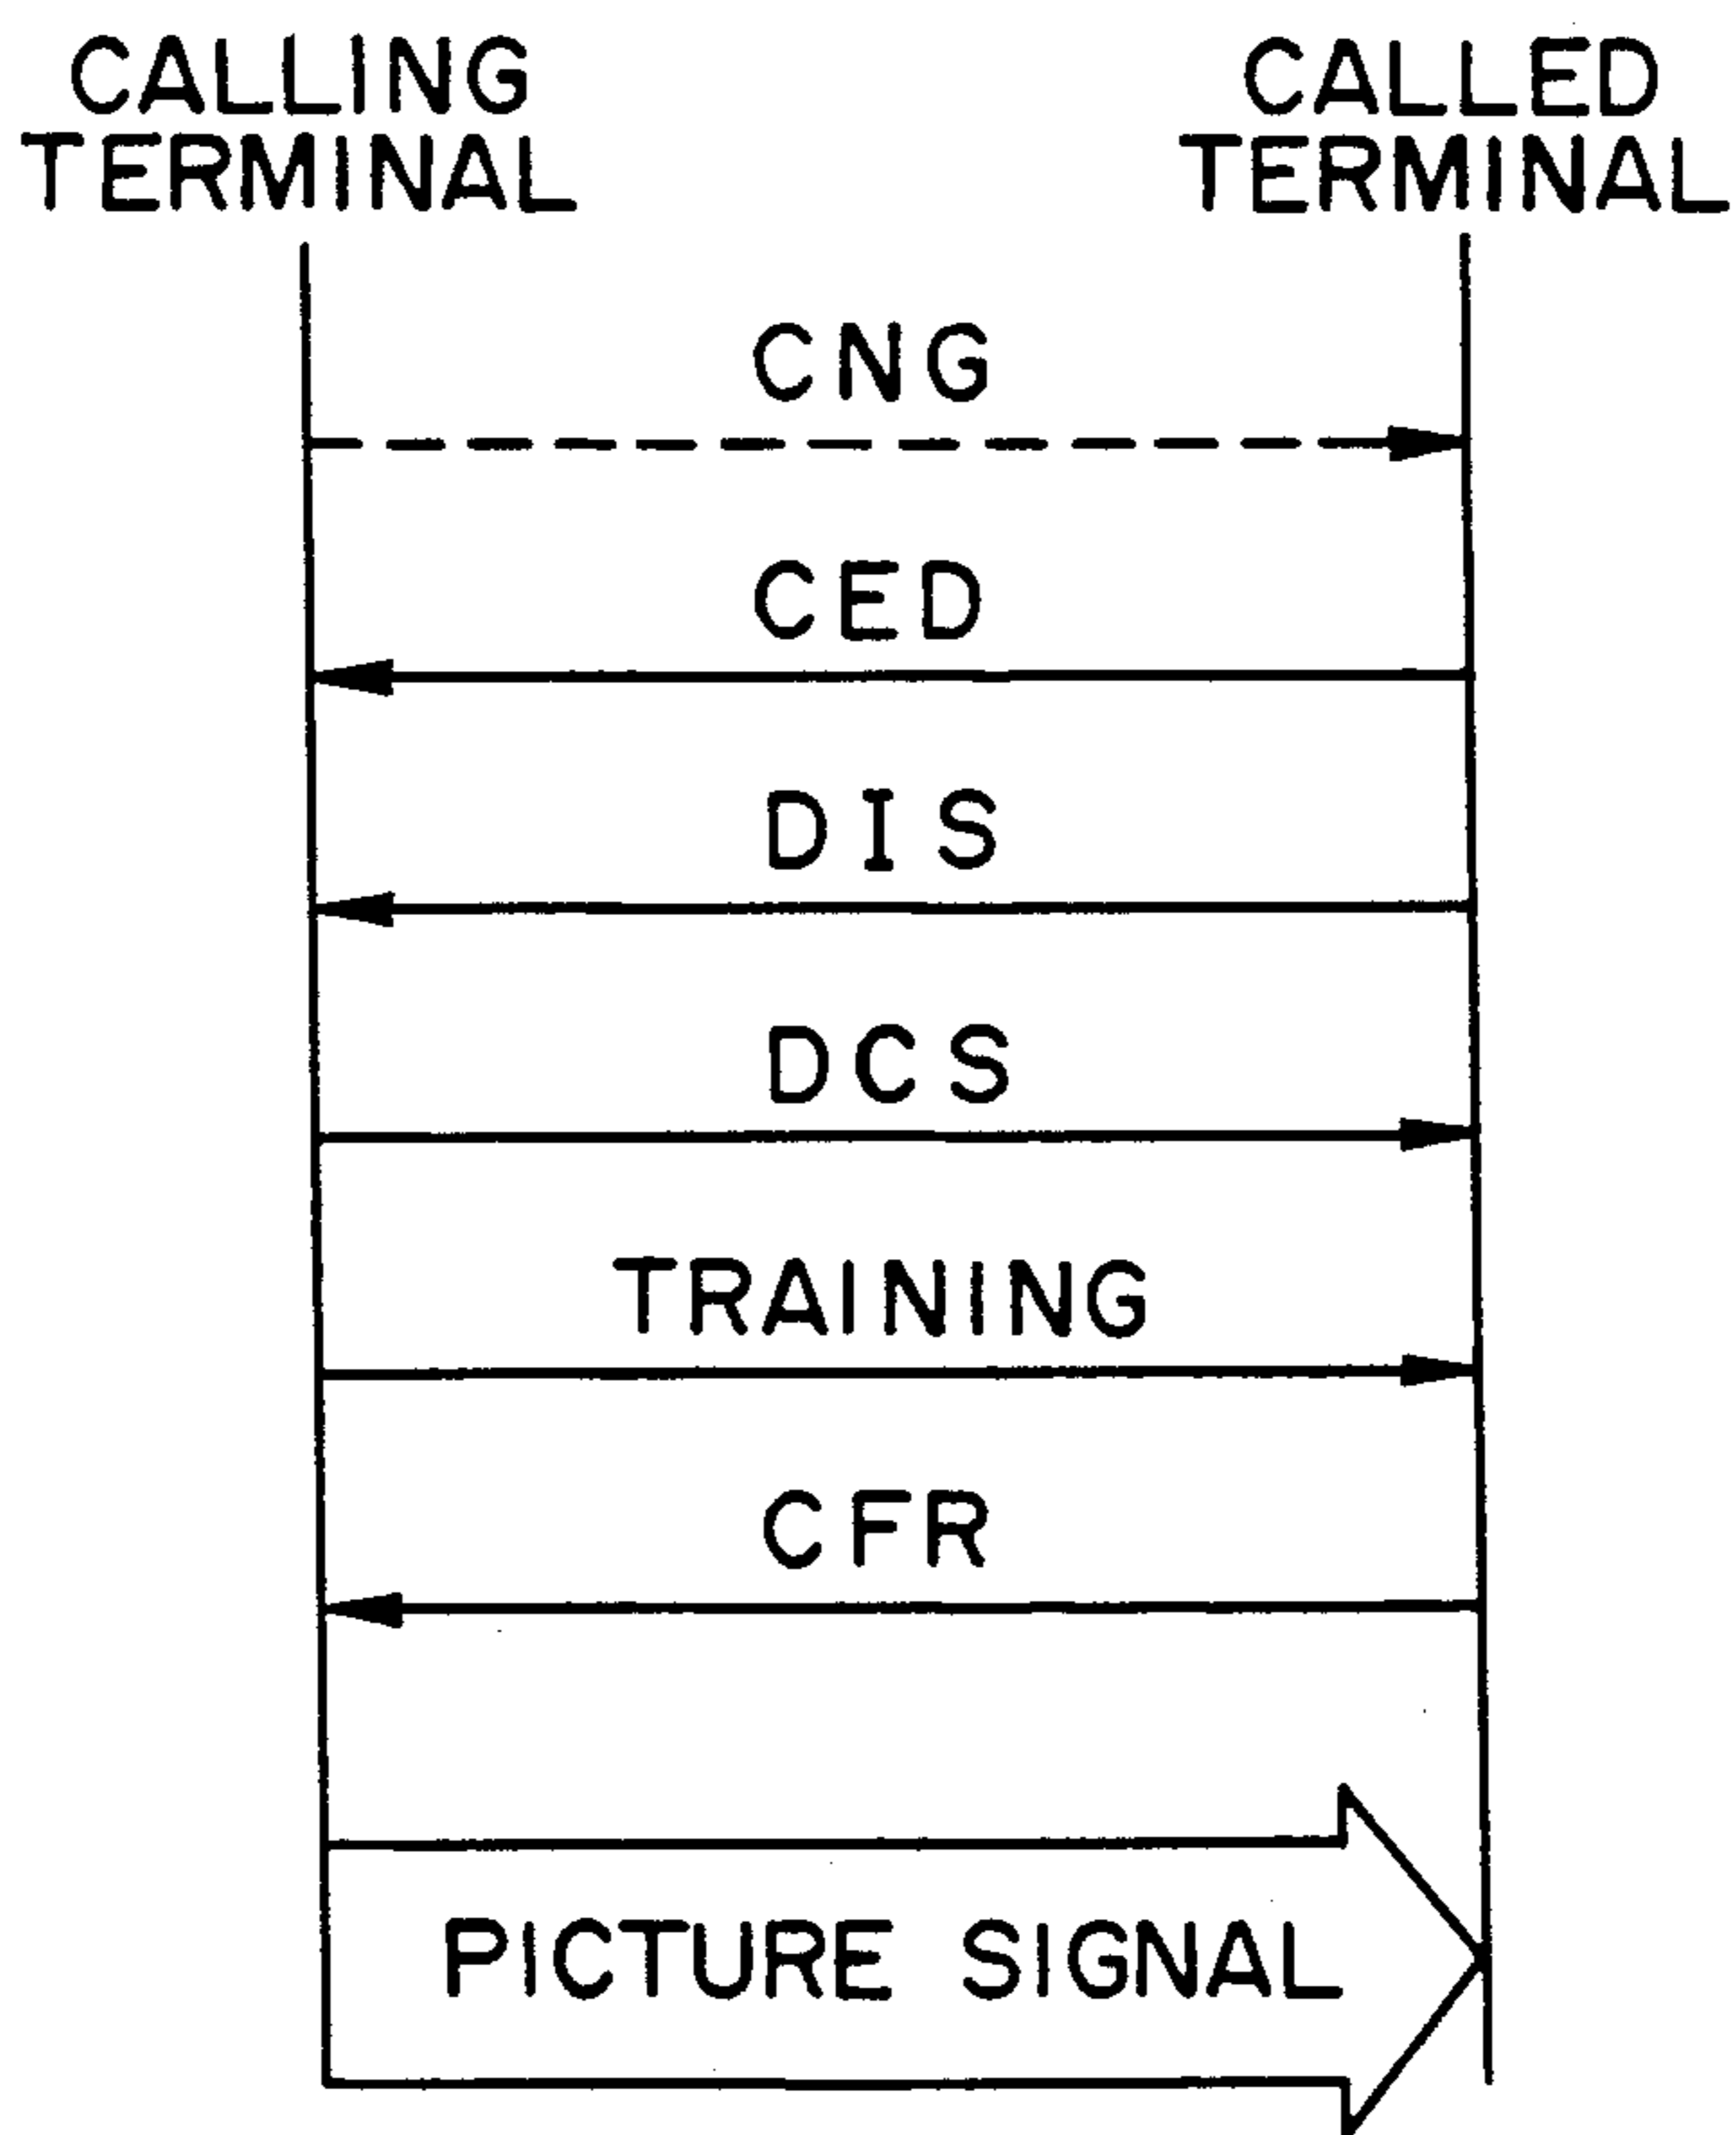 CALLING
TERMINAL
CALLED
TERMINAL
CNG
CED
DIS
DCS
TRAINING
CFR
PICTURE SIGNAL